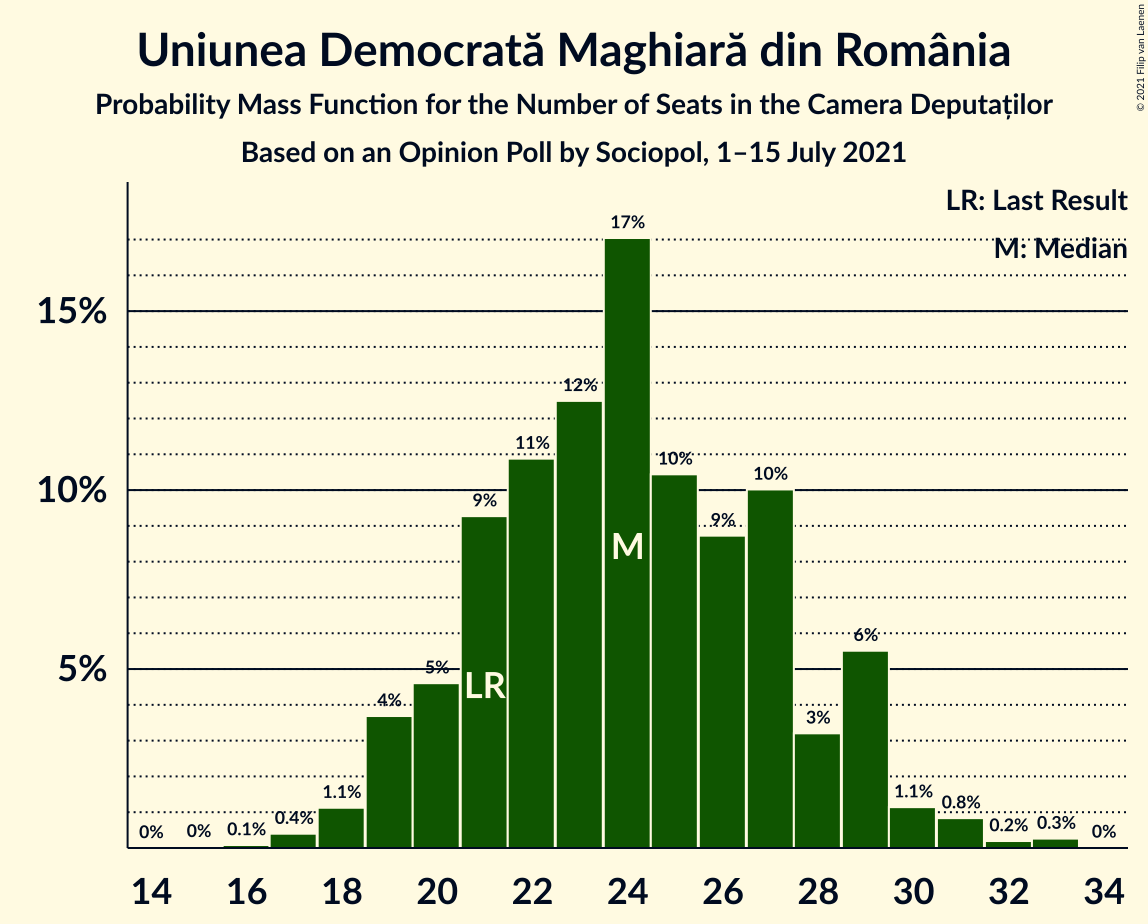 Uniunea Democrată Maghiară din România
Probability Mass Function for the Number of Seats in the Camera Deputaților
Based on an Opinion Poll by Sociopol, 1–15 July 2021
© 2021 Filip van Laenen
LR: Last Result
M: Median
15%
10%
5%
0%
0%
0.1%
0.4%
1.1%
4%
5%
9%
11%
12%
17%
10%
9%
10%
3%
6%
1.1%
0.8%
0.2%
0.3%
0%
LR
M
14 16 18 20 22 24 26 28 30 32 34